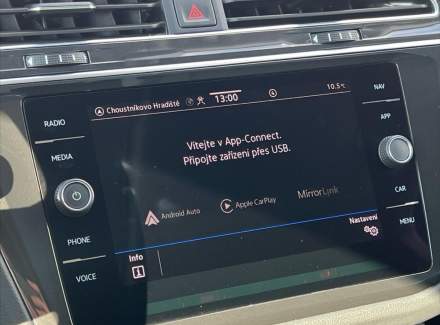 Choustníkovo Hradiště 13:00 10.5°C
RADIO
MEDIA
PHONE
VOICE
Vítejte v App-Connect.
Připojte zařízení přes USB.
Android Auto Apple CarPlay MirrorLink
Info
Nastavení
NAV
APP
CAR
MENU